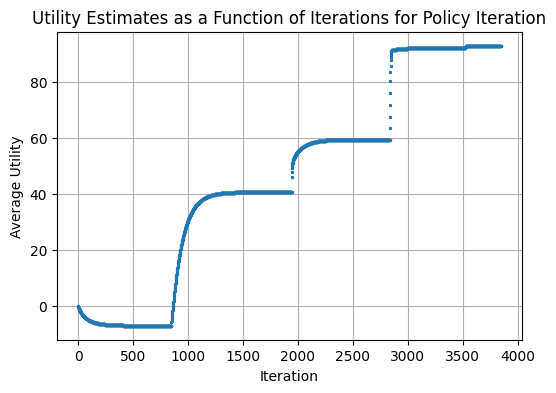 Utility Estimates as a Function of Iterations for Policy Iteration
Average Utility
80
60
40
20
0
0 500 1000 1500 2000 2500 3000 3500 4000
Iteration